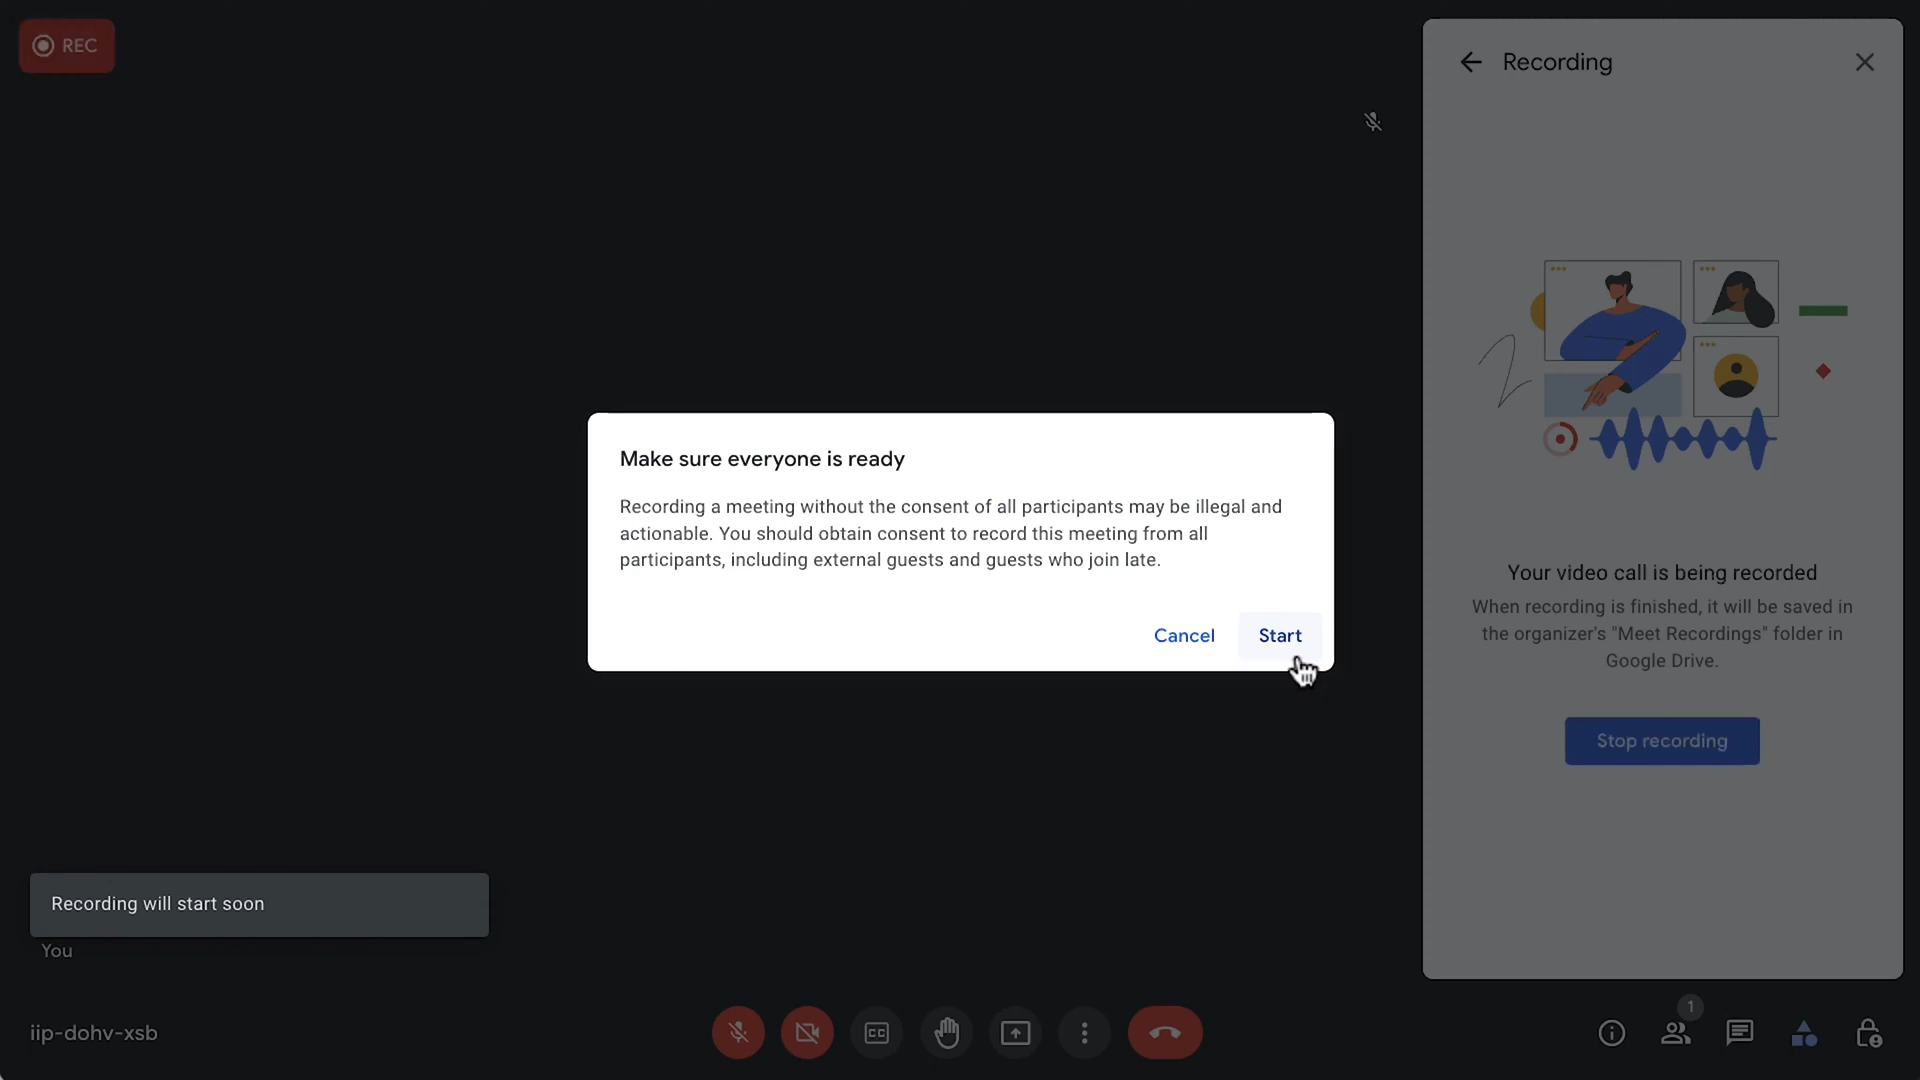 REC
Recording
Make sure everyone is ready
Recording a meeting without the consent of all participants may be illegal and
actionable. You should obtain consent to record this meeting from all
participants, including external guests and guests who join late.
Cancel
Start
Your video call is being recorded
When recording is finished, it will be saved in
the organizer's "Meet Recordings" folder in
Google Drive.
Stop recording
Recording will start soon
You
iip-dohv-xsb
CC
1